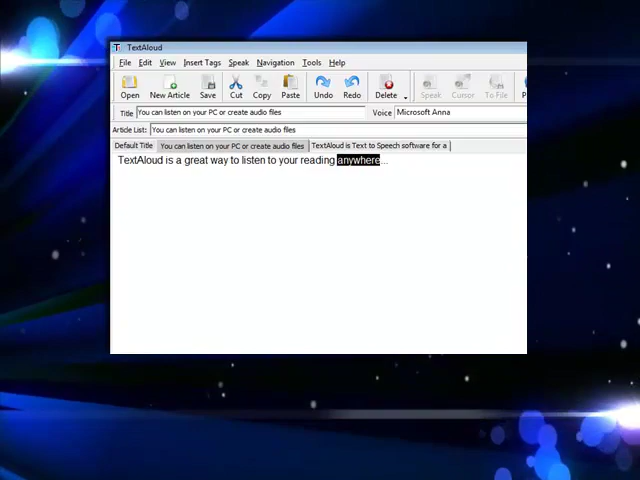 TextAloud
File Edit View Insert Tags Speak Navigation Tools Help
Open New Article Save Cut Copy Paste Undo Redo Delete Speak Cursor To File
Title You can listen on your PC or create audio files Voice Microsoft Anna
Article List: You can listen on your PC or create audio files
Default Title You can listen on your PC or create audio files TextAloud is Text to Speech software for a
TextAloud is a great way to listen to your reading anywhere...